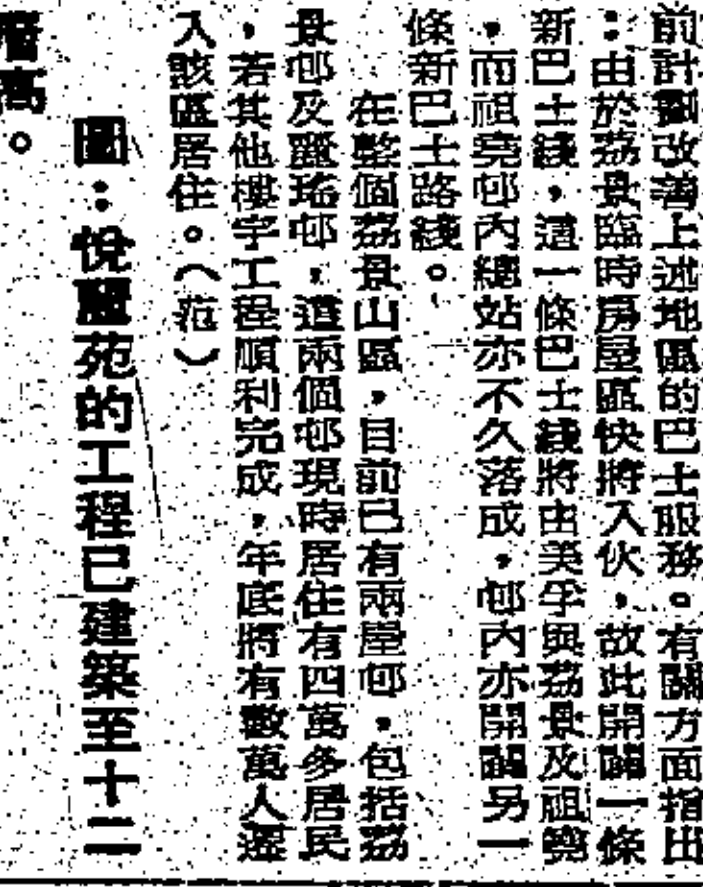 前計劃改善上述地區的巴士服務。有關方面指出
：由於荔景臨時房屋區快將入伙，故此開闢一條
新巴士綫，這一條巴士綫將由美孚與荔景及祖堯
，而祖堯邨內總站亦不久落成，邨內亦開闢另一
條新巴士路綫。
在整個荔景山區，目前已有兩屋邨，包括荔
景邨及麗瑤邨，這兩個邨現時居住有四萬多居民
，若其他樓宇工程順利完成，年底將有數萬人遷
入該區居住。（范）
圖：悅麗苑的工程已建築至十二
層高。